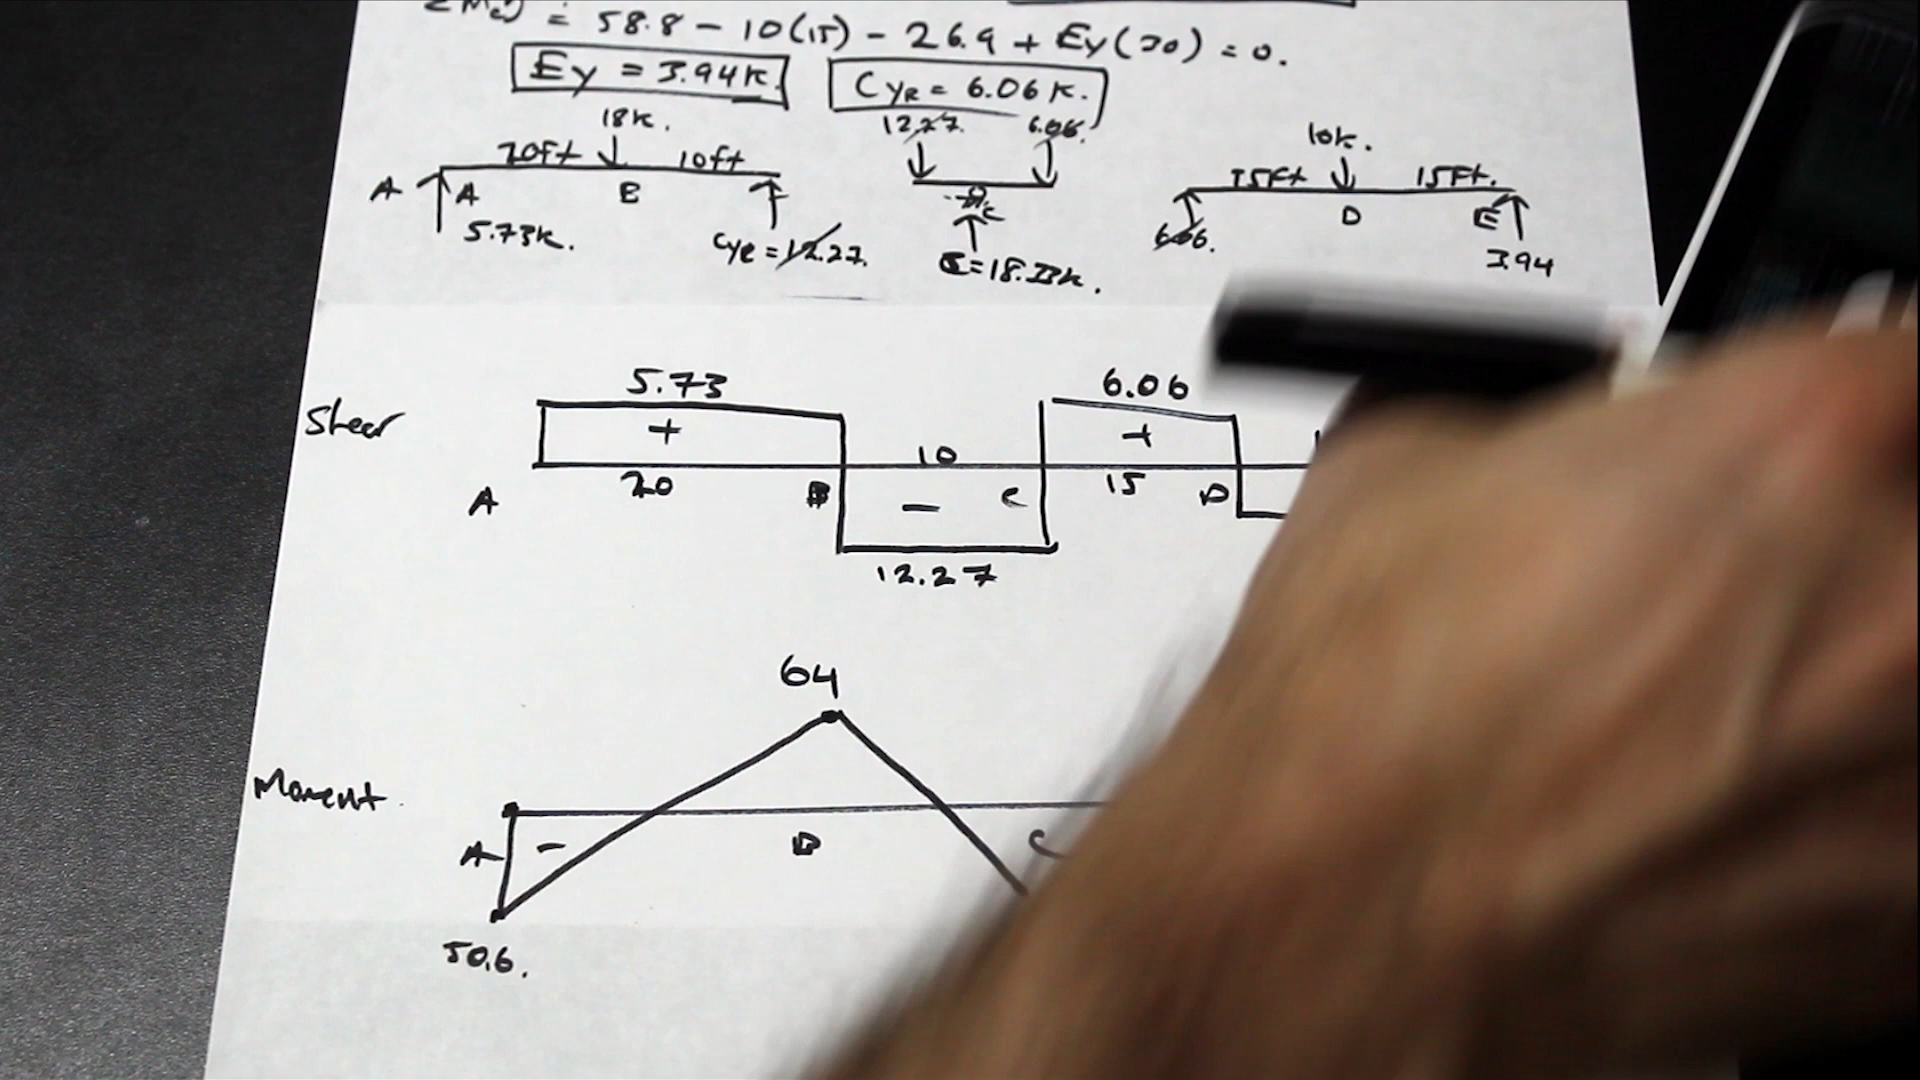 = 58.8 - 10(15) - 26.9 + Ey(30) = 0.
Ey = 3.94k. CyR = 6.06k.
18k. 12.27. 6.06. 10k.
20ft 10ft 15ft 15ft.
A A B C D E
5.73k. CyR = 12.27. C=18.33k. 6.06. 3.94
Shear 5.73 6.06
+ 10 +
A 20 B - C 15 D
12.27
64
Moment
A - B C
50.6.